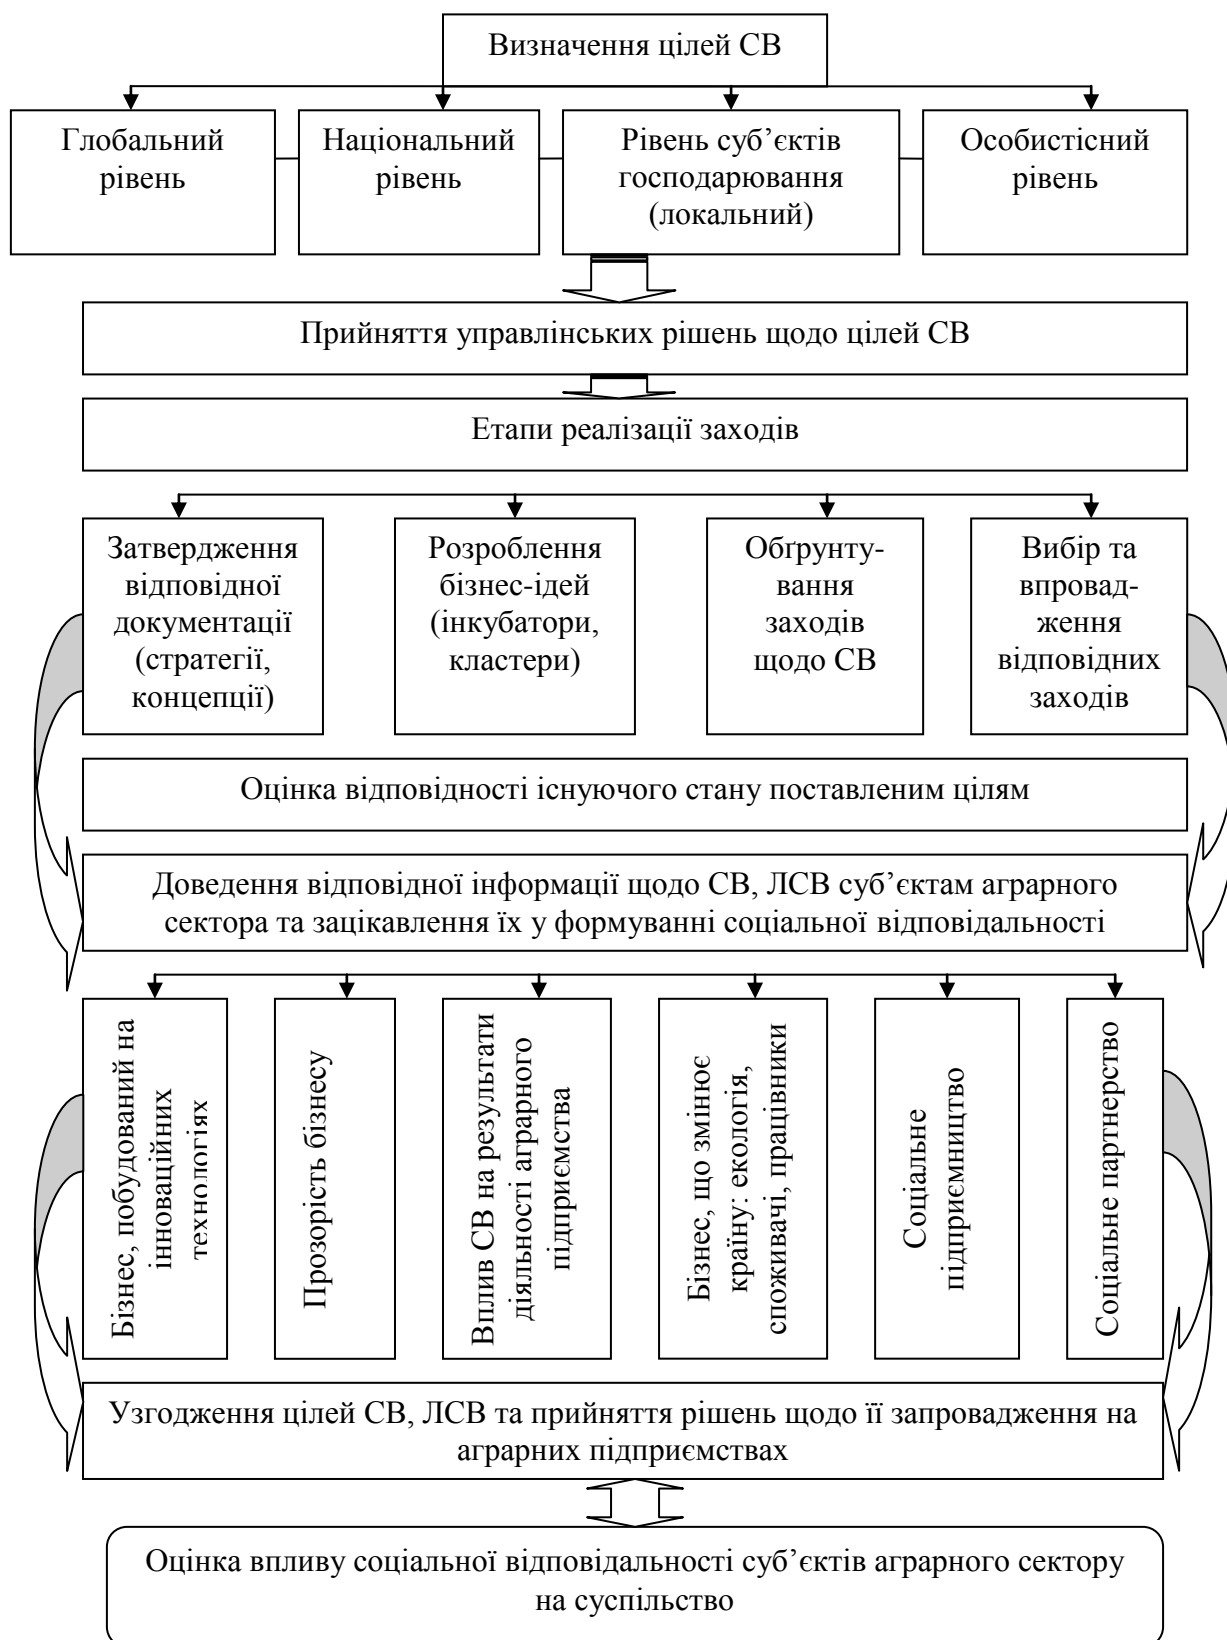 Визначення цілей СВ
Глобальний
рівень
Національний
рівень
Рівень суб’єктів
господарювання
(локальний)
Особистісний
рівень
Прийняття управлінських рішень щодо цілей СВ
Етапи реалізації заходів
Затвердження
відповідної
документації
(стратегії,
концепції)
Розроблення
бізнес-ідей
(інкубатори,
кластери)
Обґрунту-
вання
заходів
щодо СВ
Вибір та
впровад-
ження
відповідних
заходів
Оцінка відповідності існуючого стану поставленим цілям
Доведення відповідної інформації щодо СВ, ЛСВ суб’єктам аграрного
сектора та зацікавлення їх у формуванні соціальної відповідальності
Бізнес, побудований на
інноваційних
технологіях
Прозорість бізнесу
Вплив СВ на результати
діяльності аграрного
підприємства
Бізнес, що змінює
країну: екологія,
споживачі, працівники
Соціальне
підприємництво
Соціальне партнерство
Узгодження цілей СВ, ЛСВ та прийняття рішень щодо її запровадження на
аграрних підприємствах
Оцінка впливу соціальної відповідальності суб’єктів аграрного сектору
на суспільство